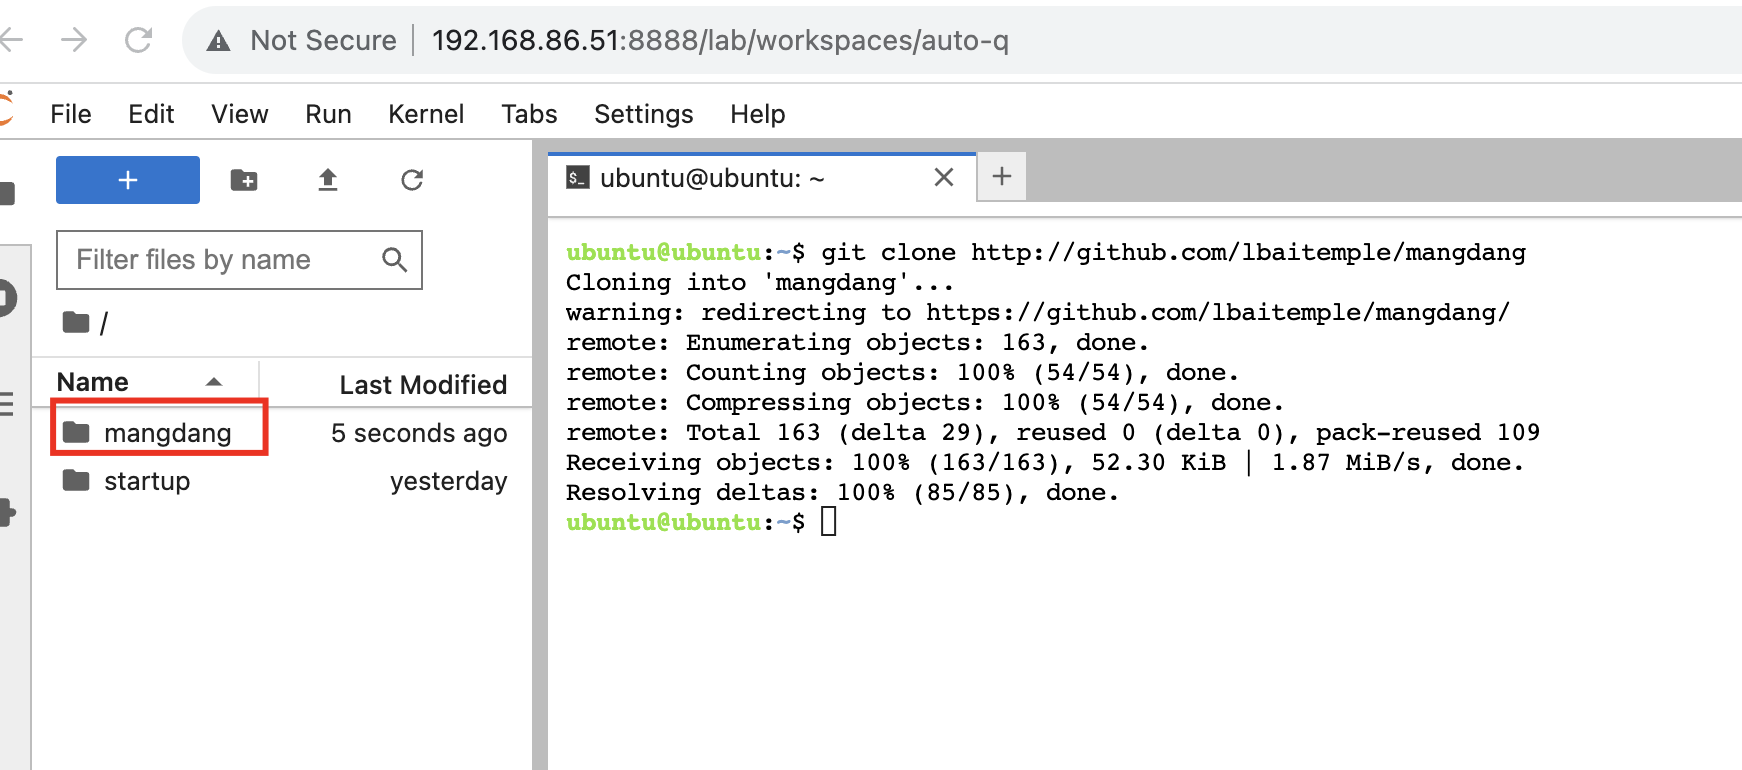 Not Secure 192.168.86.51:8888/lab/workspaces/auto-q
File Edit View Run Kernel Tabs Settings Help
+
$_ ubuntu@ubuntu: ~ × +
Filter files by name
/
Name Last Modified
mangdang 5 seconds ago
startup yesterday
ubuntu@ubuntu:~$ git clone http://github.com/lbaitemple/mangdang
Cloning into 'mangdang'...
warning: redirecting to https://github.com/lbaitemple/mangdang/
remote: Enumerating objects: 163, done.
remote: Counting objects: 100% (54/54), done.
remote: Compressing objects: 100% (54/54), done.
remote: Total 163 (delta 29), reused 0 (delta 0), pack-reused 109
Receiving objects: 100% (163/163), 52.30 KiB | 1.87 MiB/s, done.
Resolving deltas: 100% (85/85), done.
ubuntu@ubuntu:~$